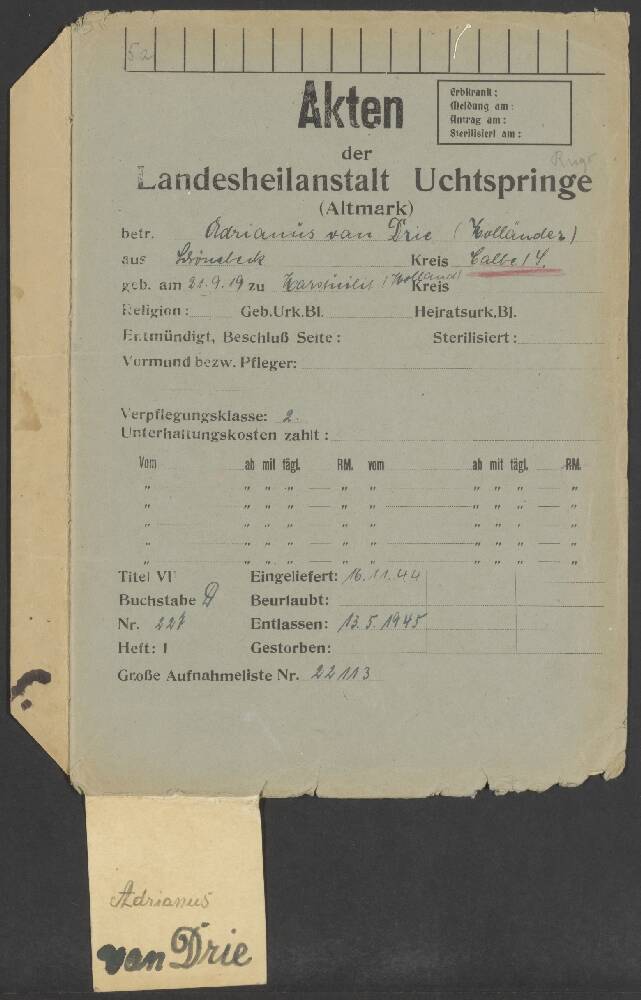 5a
Akten
Erbkrank:
Meldung am:
Antrag am:
Sterilisiert am:
der
Landesheilanstalt Uchtspringe
(Altmark)
betr. Adrianus van Drie (Holländer)
aus Schönebeck Kreis Calbe / S.
geb. am 21.9.19 zu (Holland) Kreis
Religion: Geb.Urk.Bl. Heiratsurk.Bl.
Entmündigt, Beschluß Seite: Sterilisiert:
Vormund bezw. Pfleger:
Verpflegungsklasse: 2.
Unterhaltungskosten zahlt:
Vom ab mit tägl. RM. vom ab mit tägl. RM.
" " " " " " " " " "
" " " " " " " " " "
" " " " " " " " " "
" " " " " " " " " "
" " " " " " " " " "
Titel VI Eingeliefert: 16.11.44
Buchstabe D Beurlaubt:
Nr. 227 Entlassen: 13.5.1945
Heft: 1 Gestorben:
Große Aufnahmeliste Nr. 22113
Adrianus
van Drie